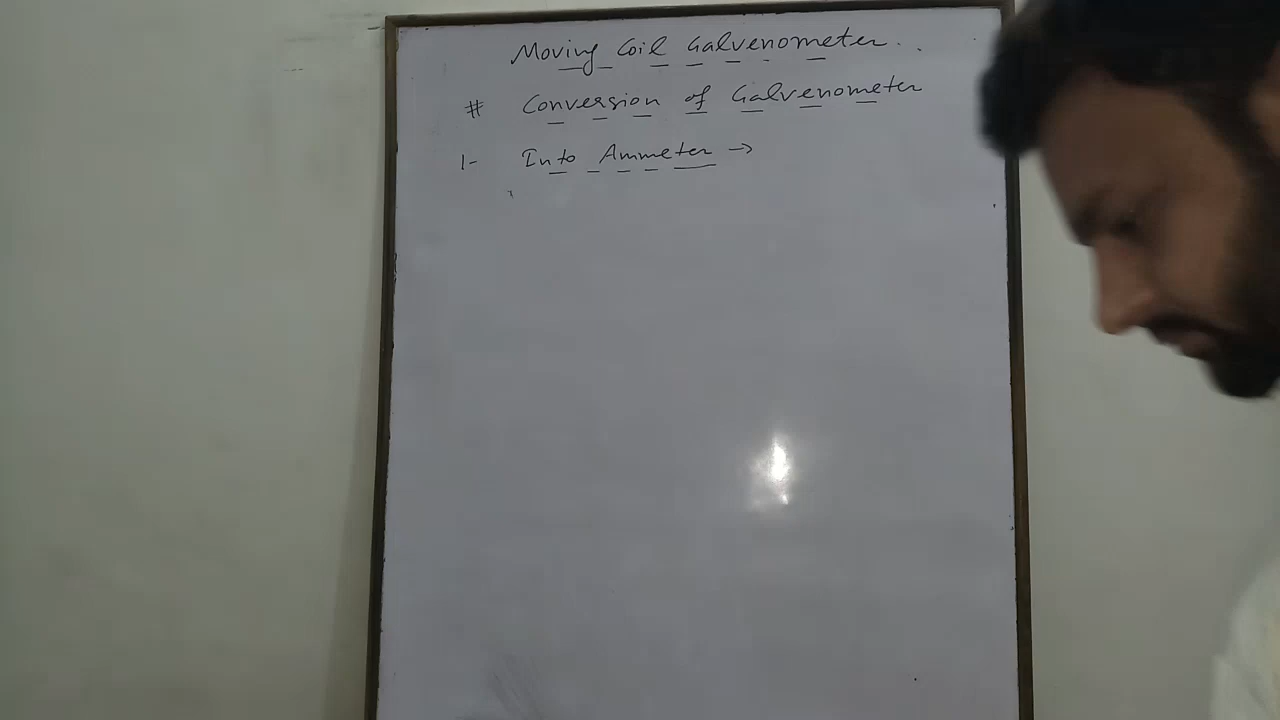 Moving Coil Galvenometer..
# Conversion of Galvenometer
1- Into Ammeter →